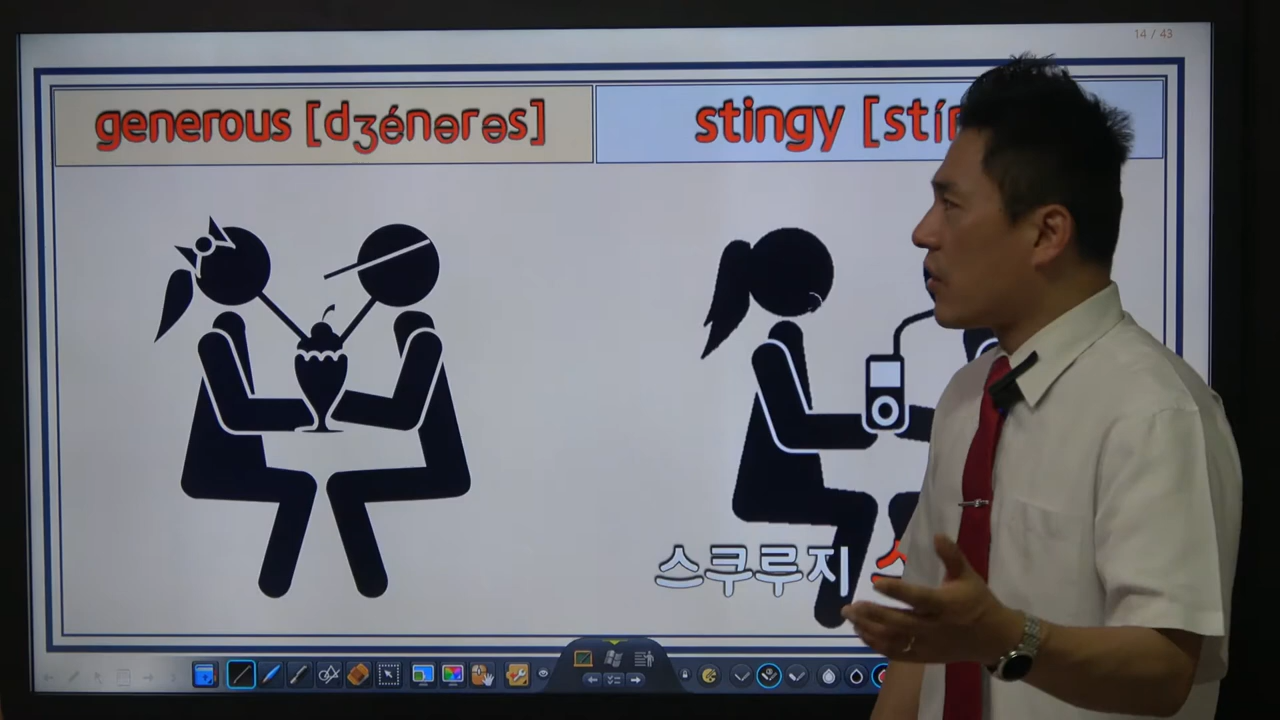 14 / 43
generous [dʒénərəs]
stingy [stí
스쿠루지